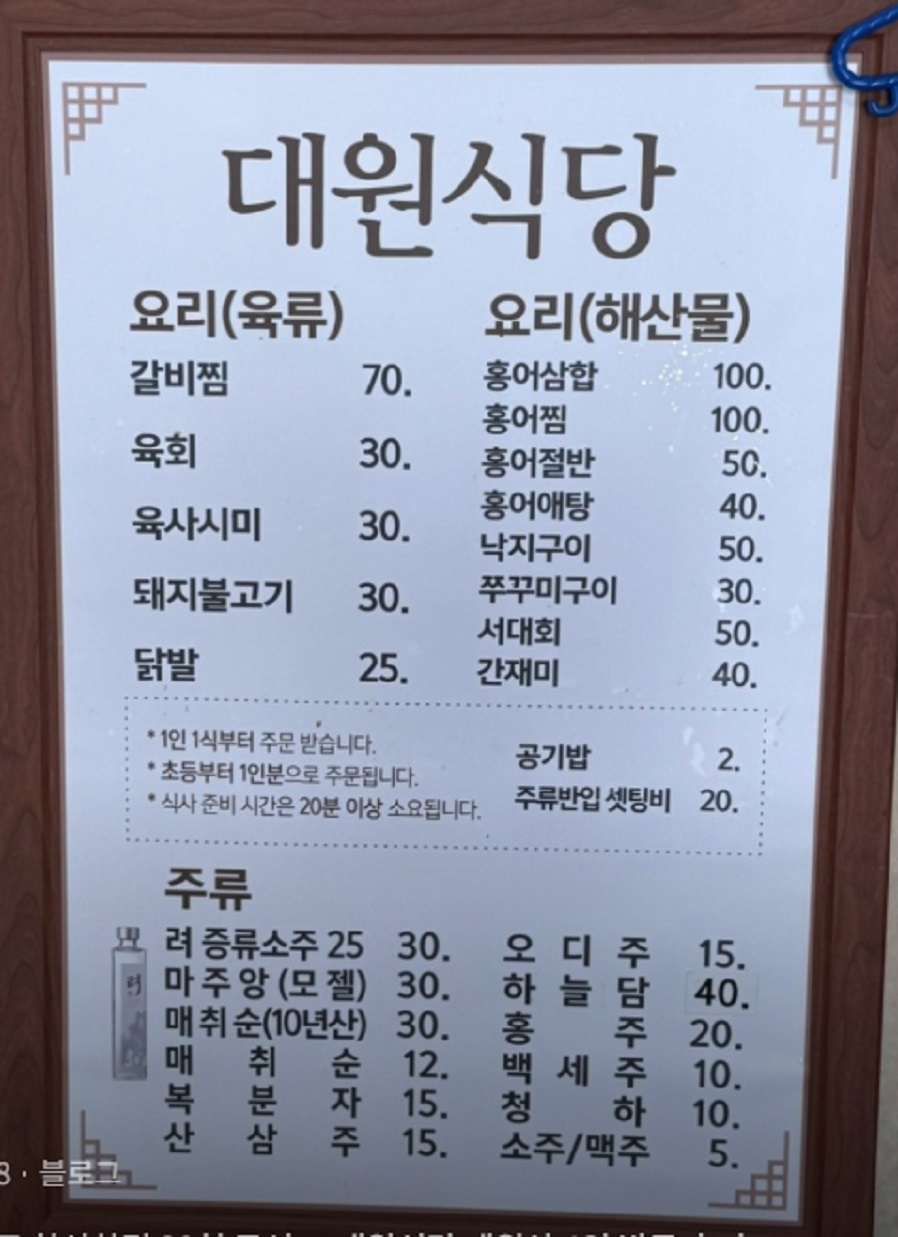 대원식당
요리(육류)
갈비찜 70.
육회 30.
육사시미 30.
돼지불고기 30.
닭발 25.
요리(해산물)
홍어삼합 100.
홍어찜 100.
홍어절반 50.
홍어애탕 40.
낙지구이 50.
쭈꾸미구이 30.
서대회 50.
간재미 40.
* 1인 1식부터 주문 받습니다.
* 초등부터 1인분으로 주문됩니다.
* 식사 준비 시간은 20분 이상 소요됩니다.
공기밥 2.
주류반입 셋팅비 20.
주류
려 증류소주 25 30.
마주앙 (모젤) 30.
매취순(10년산) 30.
매취순 12.
복분자 15.
산삼주 15.
오디주 15.
하늘담 40.
홍주 20.
백세주 10.
청하 10.
소주/맥주 5.
려
8 · 블로그